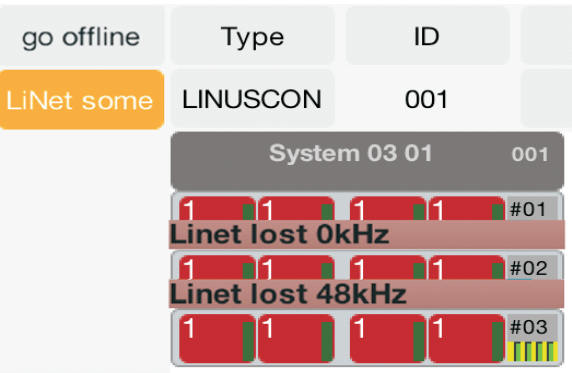 go offline Type ID
LiNet some LINUSCON 001
System 03 01 001
1 1 1 1 #01
Linet lost 0kHz
1 1 1 1 #02
Linet lost 48kHz
1 1 1 1 #03